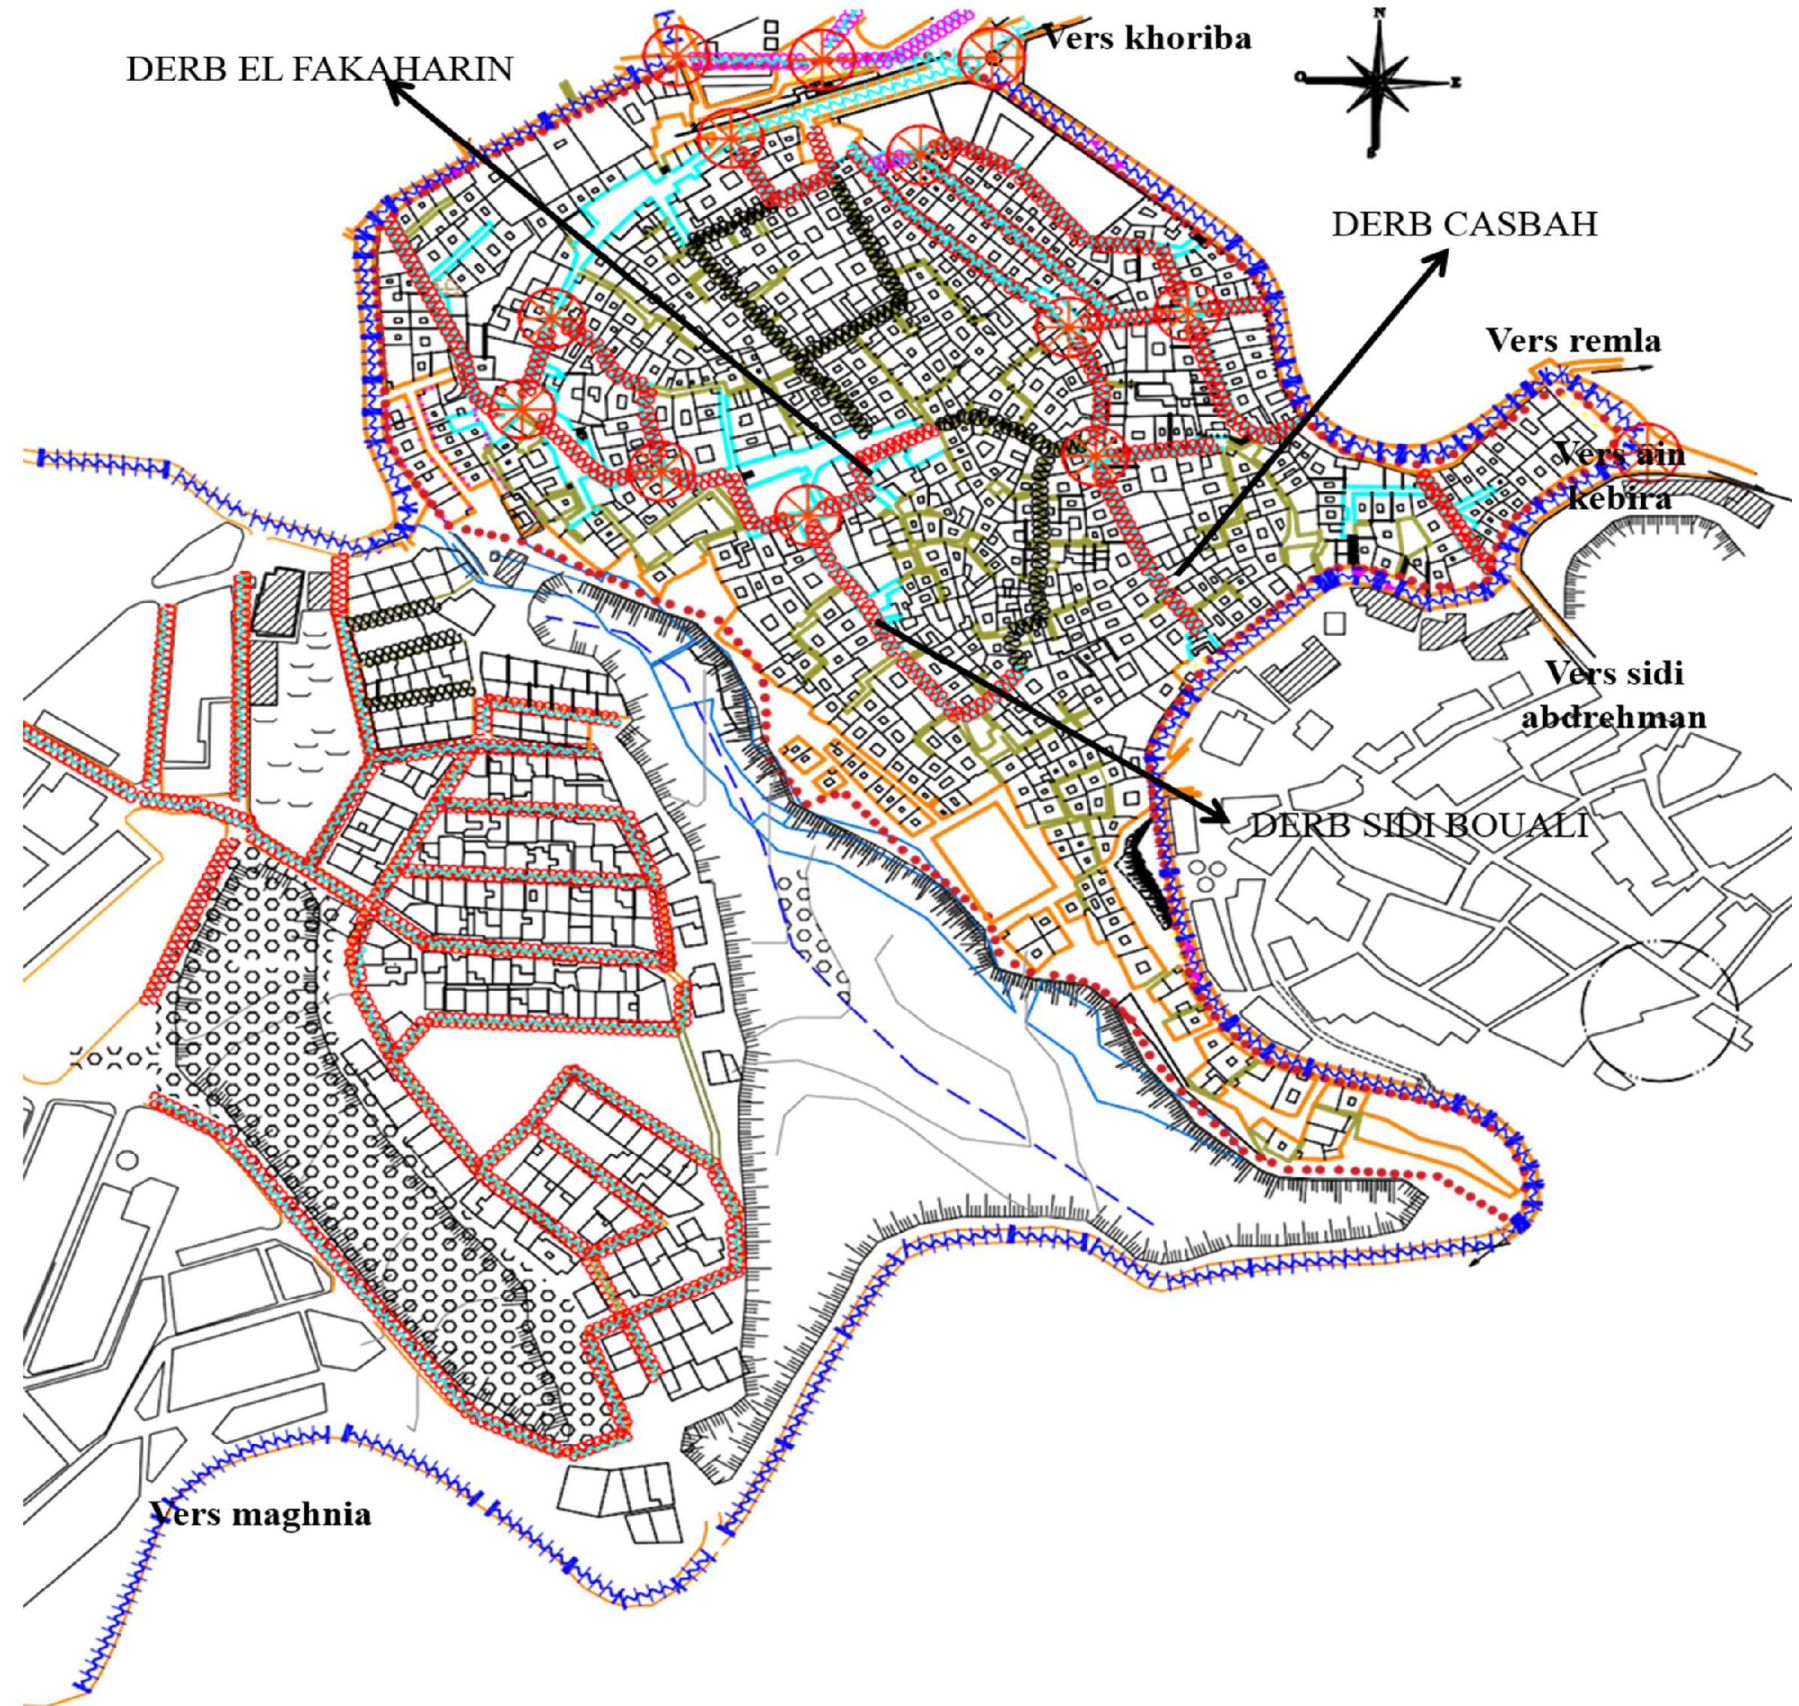 N
Vers khoriba
DERB EL FAKAHARIN
O
E
S
DERB CASBAH
Vers remla
Vers ain
kebira
Vers sidi
abdrehman
DERB SIDI BOUALI
Vers maghnia